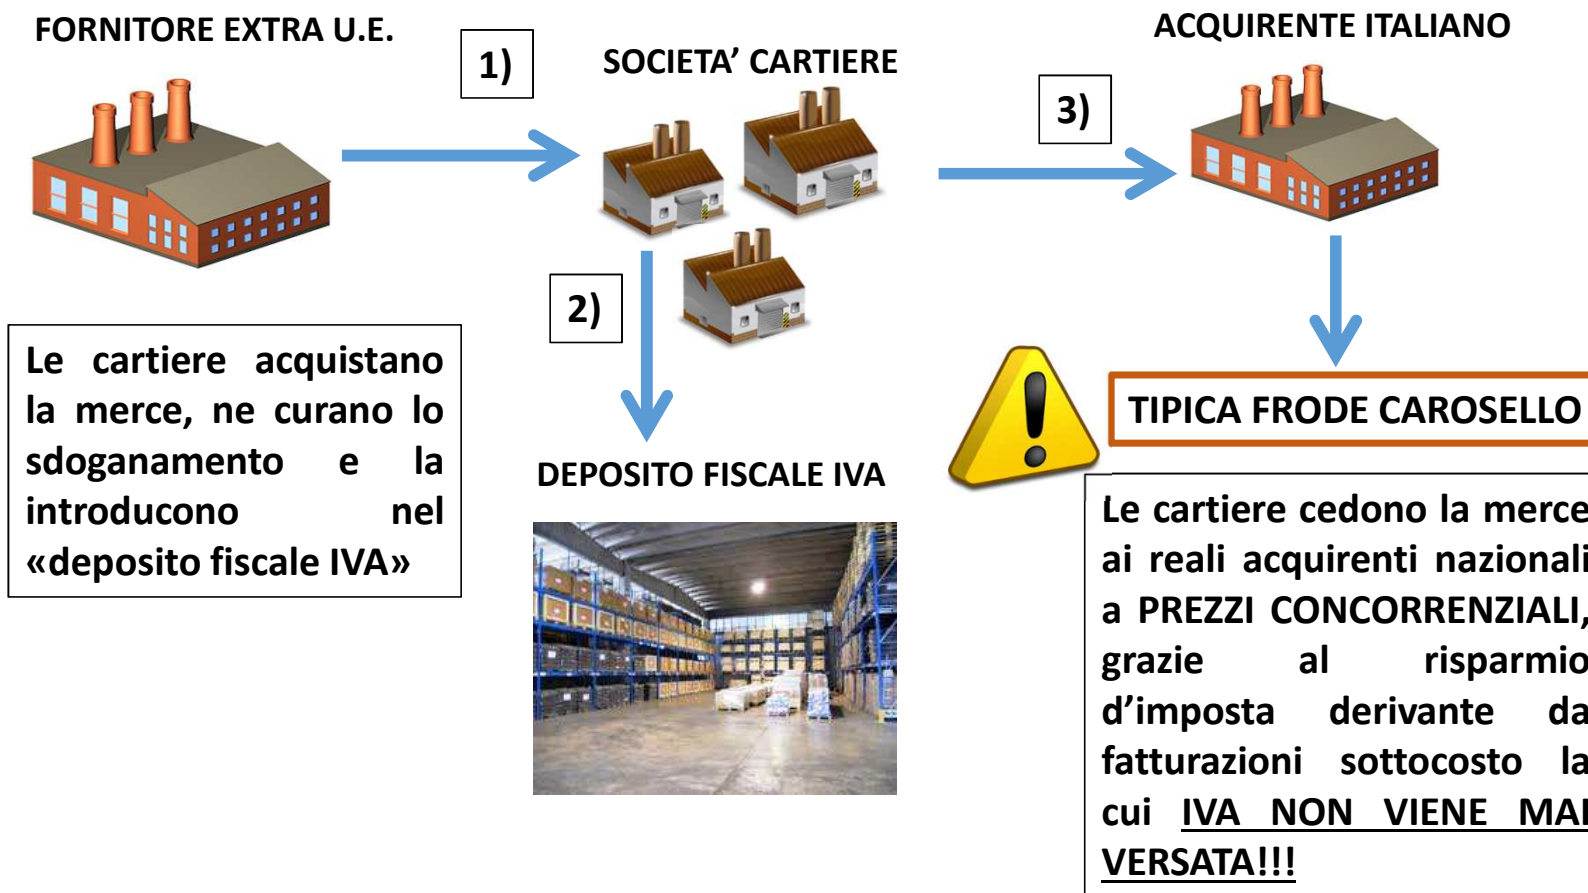 FORNITORE EXTRA U.E.
1)
SOCIETA’ CARTIERE
3)
ACQUIRENTE ITALIANO
2)
Le cartiere acquistano
la merce, ne curano lo
sdoganamento e la
introducono nel
«deposito fiscale IVA»
DEPOSITO FISCALE IVA
TIPICA FRODE CAROSELLO
Le cartiere cedono la merce
ai reali acquirenti nazionali
a PREZZI CONCORRENZIALI,
grazie al risparmio
d’imposta derivante da
fatturazioni sottocosto la
cui IVA NON VIENE MAI
VERSATA!!!